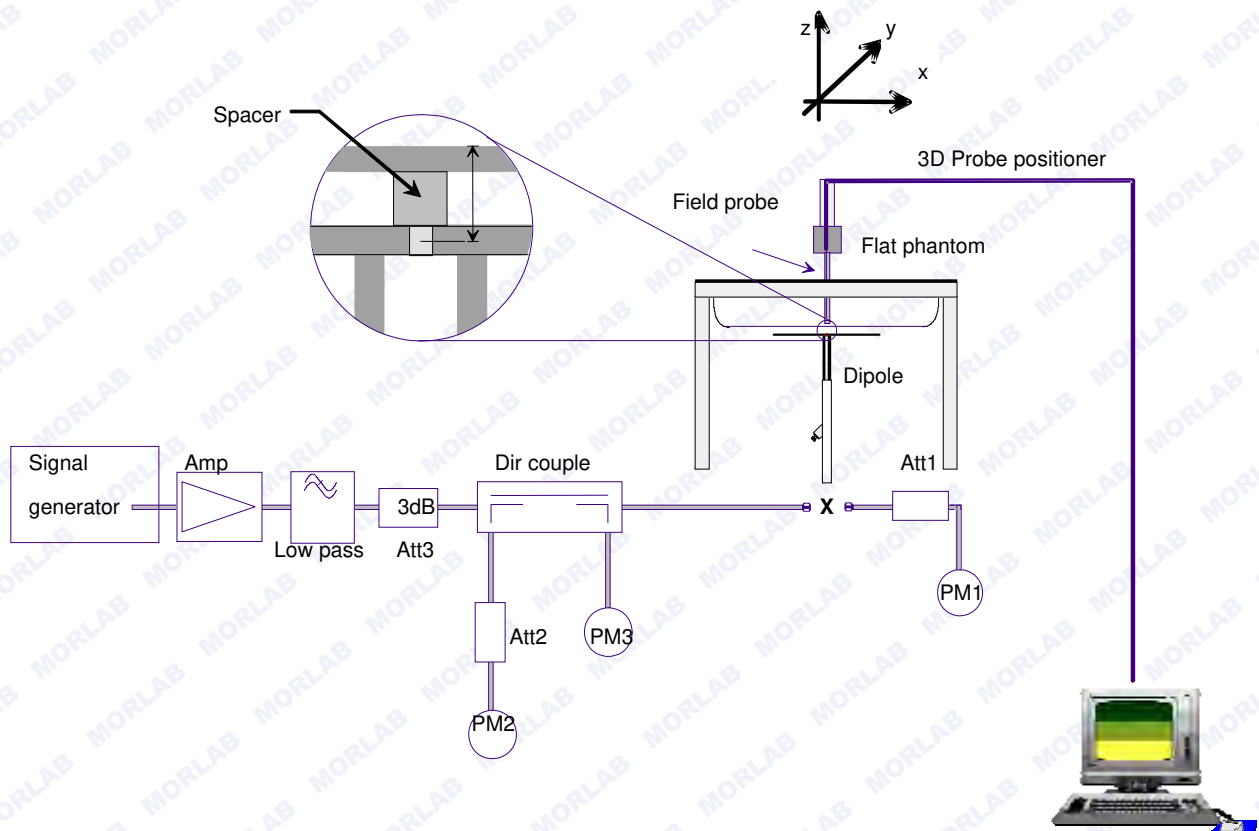 z
y
x
Spacer
3D Probe positioner
Field probe
Flat phantom
Dipole
Signal
generator
Amp
Low pass
3dB
Att3
Dir couple
Att1
X
PM1
Att2
PM3
PM2
MORLAB